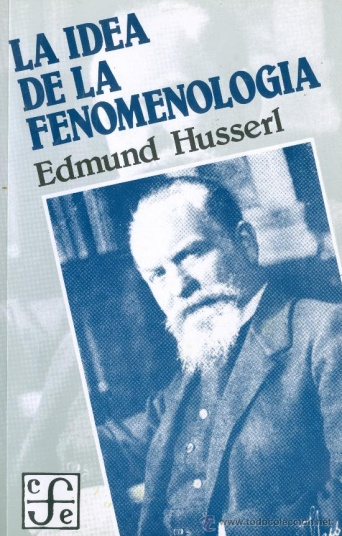 LA IDEA
DE LA
FENOMENOLOGIA
Edmund Husserl
c f e
www.todocoleccion.net